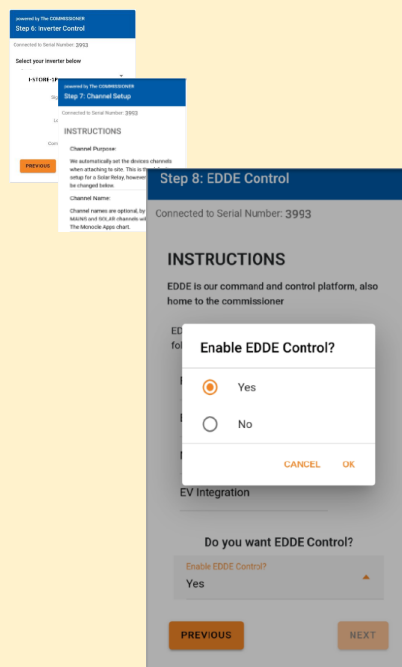 powered by The COMMISSIONER
Step 6: Inverter Control
Connected to Serial Number: 3993
Select your inverter below
PREVIOUS
powered by The COMMISSIONER
Step 7: Channel Setup
Connected to Serial Number: 3993
INSTRUCTIONS
Channel Purpose:
We automatically set the devices channels
when attaching to site. This is the
setup for a Solar Relay, however
be changed below.
Channel Name:
Channel names are optional, by
MAINS and SOLAR channels wil
The Monocle Apps chart.
Step 8: EDDE Control
Connected to Serial Number: 3993
INSTRUCTIONS
EDDE is our command and control platform, also
home to the commissioner
Enable EDDE Control?
Yes
No
CANCEL OK
EV Integration
Do you want EDDE Control?
Enable EDDE Control?
Yes
PREVIOUS NEXT